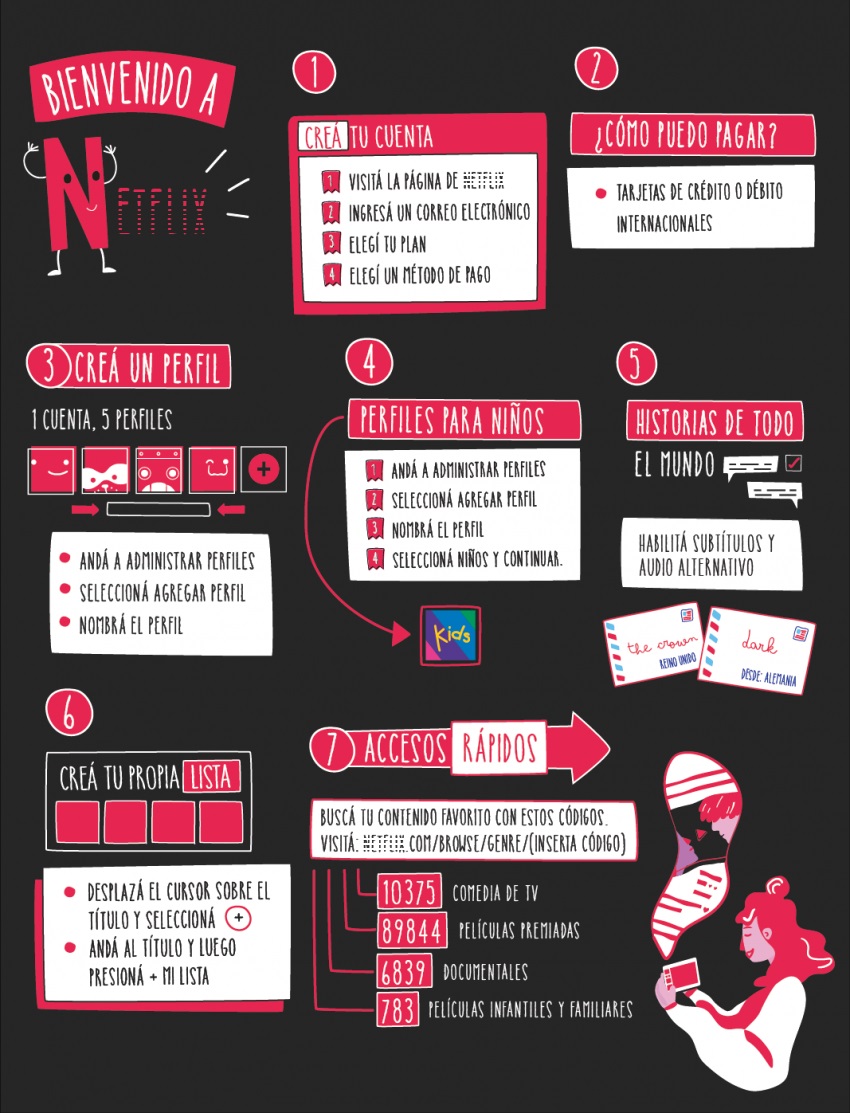 BIENVENIDO A
NETFLIX
1
CREÁ TU CUENTA
1 VISITÁ LA PÁGINA DE NETFLIX
2 INGRESÁ UN CORREO ELECTRÓNICO
3 ELEGÍ TU PLAN
4 ELEGÍ UN MÉTODO DE PAGO
2
¿CÓMO PUEDO PAGAR?
• TARJETAS DE CRÉDITO O DÉBITO
INTERNACIONALES
3 CREÁ UN PERFIL
1 CUENTA, 5 PERFILES
+
• ANDÁ A ADMINISTRAR PERFILES
• SELECCIONÁ AGREGAR PERFIL
• NOMBRÁ EL PERFIL
4
PERFILES PARA NIÑOS
1 ANDÁ A ADMINISTRAR PERFILES
2 SELECCIONÁ AGREGAR PERFIL
3 NOMBRÁ EL PERFIL
4 SELECCIONÁ NIÑOS Y CONTINUAR.
Kids
5
HISTORIAS DE TODO
EL MUNDO
HABILITÁ SUBTÍTULOS Y
AUDIO ALTERNATIVO
the crown
REINO UNIDO
dark
DESDE: ALEMANIA
6
CREÁ TU PROPIA LISTA
• DESPLAZÁ EL CURSOR SOBRE EL
TÍTULO Y SELECCIONÁ +
• ANDÁ AL TÍTULO Y LUEGO
PRESIONÁ + MI LISTA
7 ACCESOS RÁPIDOS
BUSCÁ TU CONTENIDO FAVORITO CON ESTOS CÓDIGOS.
VISITÁ: NETFLIX.COM/BROWSE/GENRE/(INSERTA CÓDIGO)
10375 COMEDIA DE TV
89844 PELÍCULAS PREMIADAS
6839 DOCUMENTALES
783 PELÍCULAS INFANTILES Y FAMILIARES